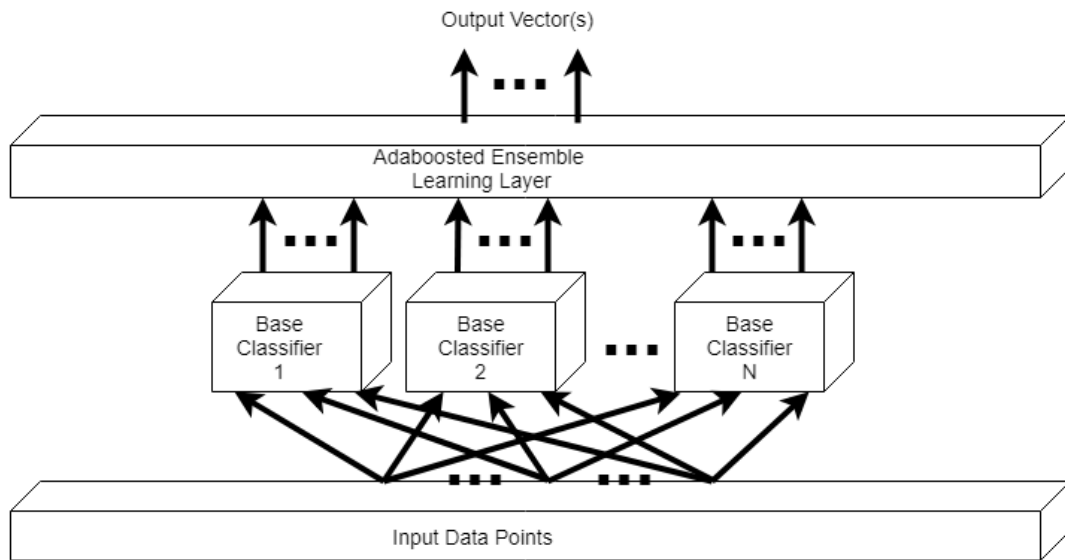 Output Vector(s)
Adaboosted Ensemble
Learning Layer
Base
Classifier
1
Base
Classifier
2
Base
Classifier
N
Input Data Points